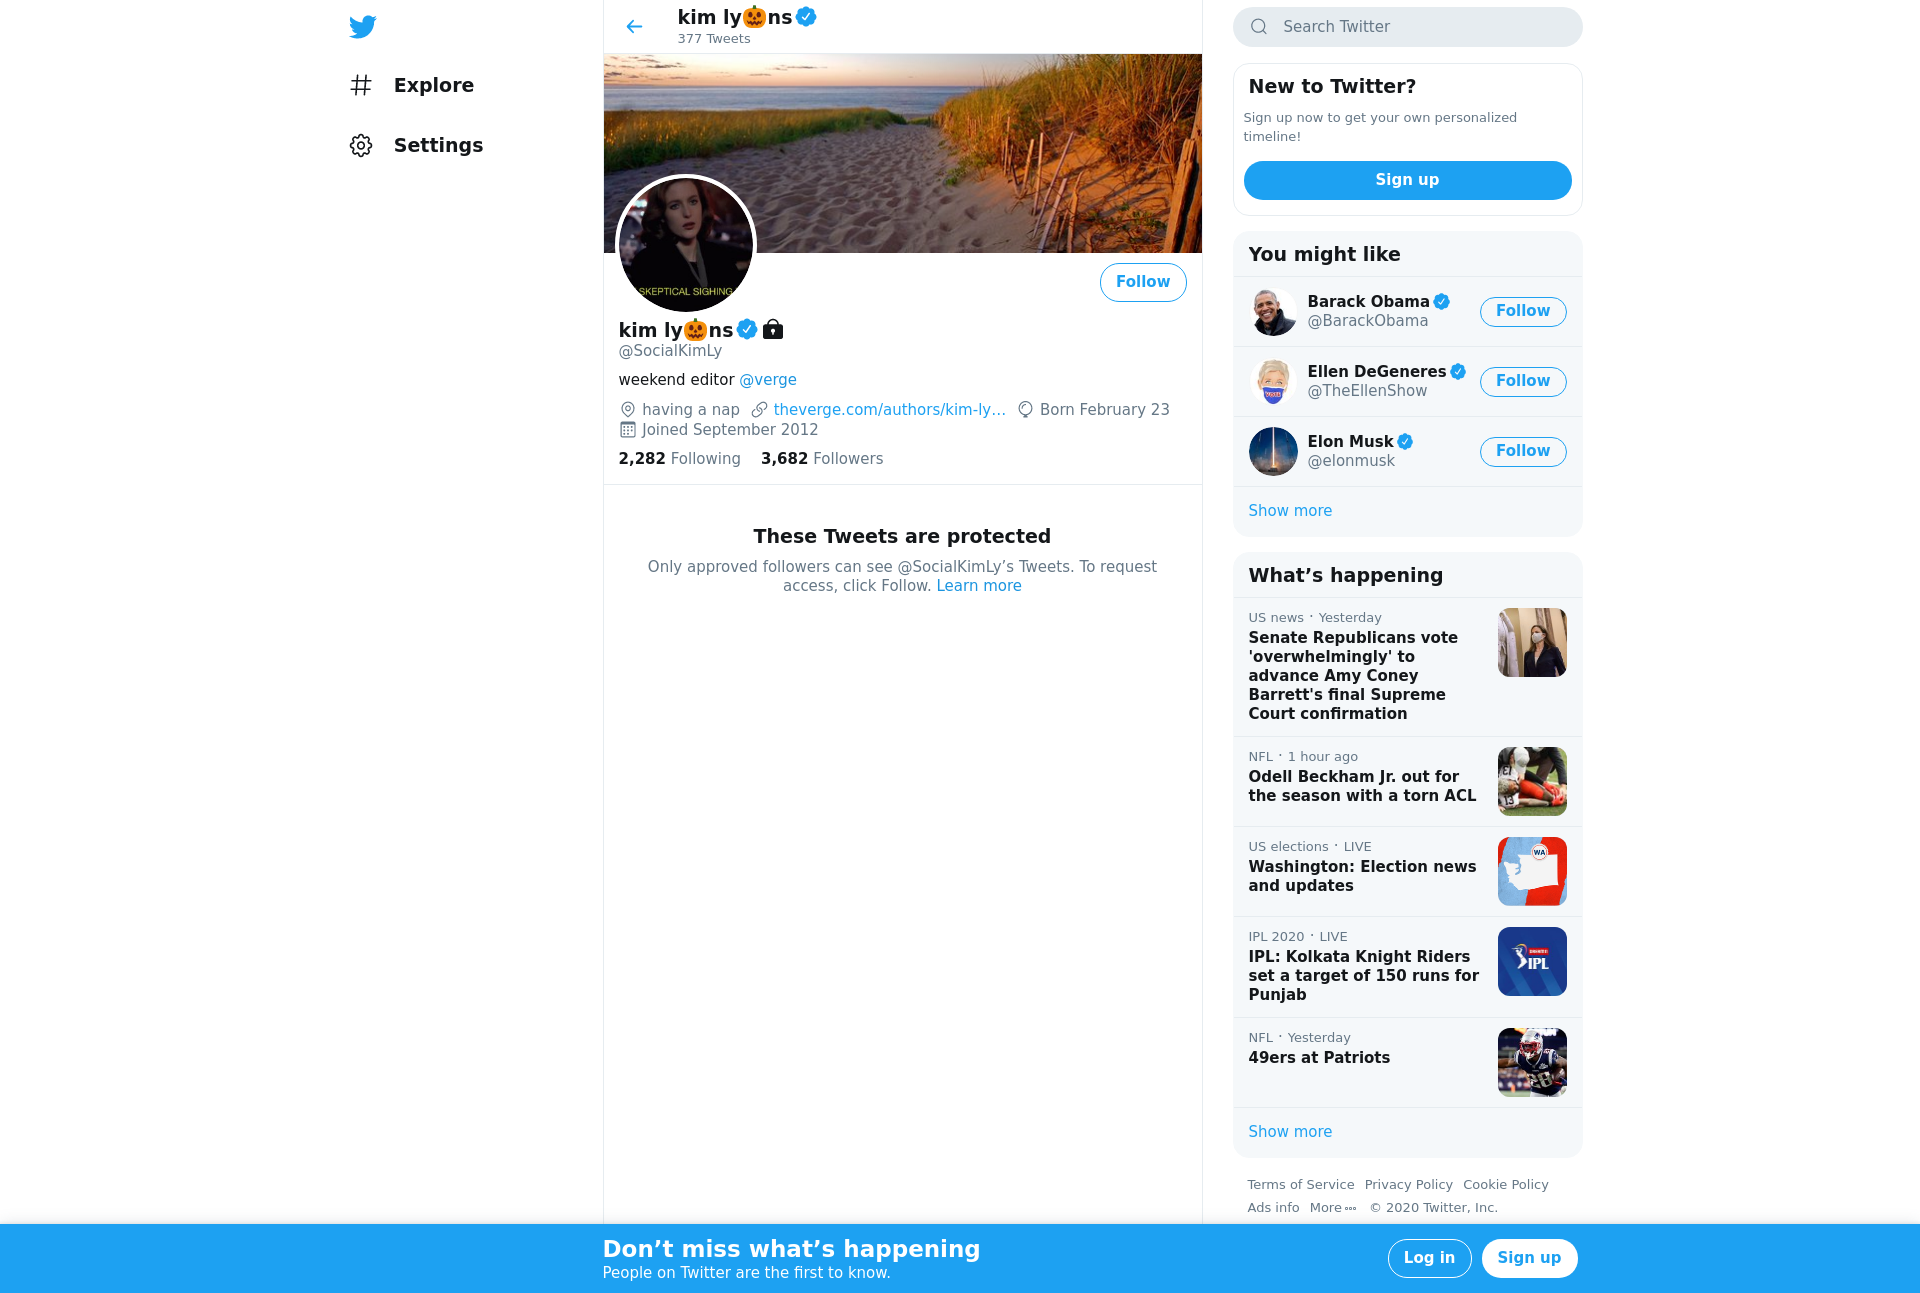 Explore
Settings
kim ly🎃ns
377 Tweets
SKEPTICAL SIGHING
Follow
kim ly🎃ns
@SocialKimLy
weekend editor @verge
having a nap theverge.com/authors/kim-ly… Born February 23
Joined September 2012
2,282 Following 3,682 Followers
These Tweets are protected
Only approved followers can see @SocialKimLy’s Tweets. To request
access, click Follow. Learn more
Search Twitter
New to Twitter?
Sign up now to get your own personalized
timeline!
Sign up
You might like
Barack Obama
@BarackObama
Follow
Ellen DeGeneres
@TheEllenShow
Follow
VOTE
Elon Musk
@elonmusk
Follow
Show more
What’s happening
US news · Yesterday
Senate Republicans vote
'overwhelmingly' to
advance Amy Coney
Barrett's final Supreme
Court confirmation
NFL · 1 hour ago
Odell Beckham Jr. out for
the season with a torn ACL
13
US elections · LIVE
Washington: Election news
and updates
WA
IPL 2020 · LIVE
IPL: Kolkata Knight Riders
set a target of 150 runs for
Punjab
IPL
NFL · Yesterday
49ers at Patriots
28
Show more
Terms of Service Privacy Policy Cookie Policy
Ads info More © 2020 Twitter, Inc.
Don’t miss what’s happening
People on Twitter are the first to know.
Log in
Sign up